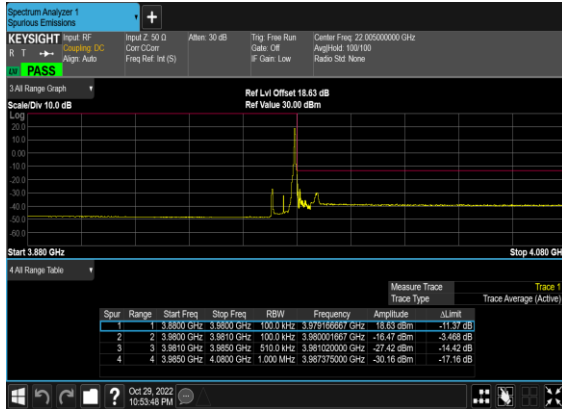 Spectrum Analyzer 1
Spurious Emissions
+
KEYSIGHT Input: RF Input Z: 50 Ω Atten: 30 dB Trig: Free Run Center Freq: 22.005000000 GHz
R T Coupling: DC Corr CCorr Gate: Off Avg|Hold: 100/100
Align: Auto Freq Ref: Int (S) IF Gain: Low Radio Std: None
PASS
3 All Range Graph
Ref Lvl Offset 18.63 dB
Scale/Div 10.0 dB Ref Value 30.00 dBm
Log
20.0
10.0
0.00
-10.0
-20.0
-30.0
-40.0
-50.0
-60.0
Start 3.880 GHz Stop 4.080 GH
4 All Range Table
Measure Trace Trace 1
Trace Type Trace Average (Active)
Spur Range Start Freq Stop Freq RBW Frequency Amplitude ΔLimit
1 1 3.8800 GHz 3.9800 GHz 100.0 kHz 3.979166667 GHz 18.63 dBm -11.37 dB
2 2 3.9800 GHz 3.9810 GHz 100.0 kHz 3.980001667 GHz -16.47 dBm -3.468 dB
3 3 3.9810 GHz 3.9850 GHz 510.0 kHz 3.981020000 GHz -27.42 dBm -14.42 dB
4 4 3.9850 GHz 4.0800 GHz 1.000 MHz 3.987375000 GHz -30.16 dBm -17.16 dB
? Oct 29, 2022
10:53:48 PM